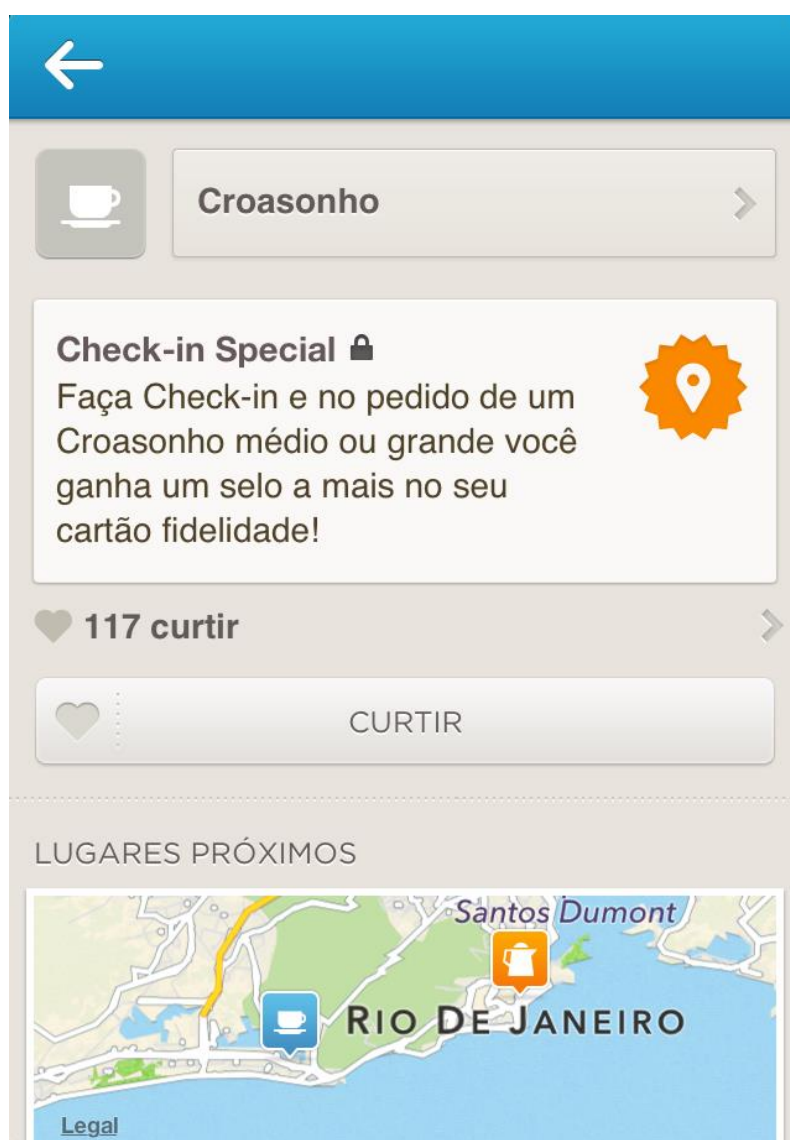 Croasonho
Check-in Special
Faça Check-in e no pedido de um
Croasonho médio ou grande você
ganha um selo a mais no seu
cartão fidelidade!
117 curtir
CURTIR
LUGARES PRÓXIMOS
Santos Dumont
RIO DE JANEIRO
Legal